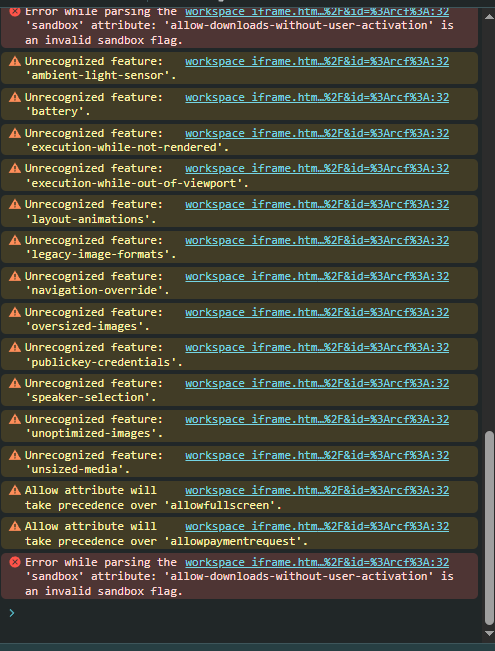 Error while parsing the workspace iframe.htm…%2F&id=%3Arcf%3A:32
'sandbox' attribute: 'allow-downloads-without-user-activation' is
an invalid sandbox flag.
Unrecognized feature: workspace iframe.htm…%2F&id=%3Arcf%3A:32
'ambient-light-sensor'.
Unrecognized feature: workspace iframe.htm…%2F&id=%3Arcf%3A:32
'battery'.
Unrecognized feature: workspace iframe.htm…%2F&id=%3Arcf%3A:32
'execution-while-not-rendered'.
Unrecognized feature: workspace iframe.htm…%2F&id=%3Arcf%3A:32
'execution-while-out-of-viewport'.
Unrecognized feature: workspace iframe.htm…%2F&id=%3Arcf%3A:32
'layout-animations'.
Unrecognized feature: workspace iframe.htm…%2F&id=%3Arcf%3A:32
'legacy-image-formats'.
Unrecognized feature: workspace iframe.htm…%2F&id=%3Arcf%3A:32
'navigation-override'.
Unrecognized feature: workspace iframe.htm…%2F&id=%3Arcf%3A:32
'oversized-images'.
Unrecognized feature: workspace iframe.htm…%2F&id=%3Arcf%3A:32
'publickey-credentials'.
Unrecognized feature: workspace iframe.htm…%2F&id=%3Arcf%3A:32
'speaker-selection'.
Unrecognized feature: workspace iframe.htm…%2F&id=%3Arcf%3A:32
'unoptimized-images'.
Unrecognized feature: workspace iframe.htm…%2F&id=%3Arcf%3A:32
'unsized-media'.
Allow attribute will workspace iframe.htm…%2F&id=%3Arcf%3A:32
take precedence over 'allowfullscreen'.
Allow attribute will workspace iframe.htm…%2F&id=%3Arcf%3A:32
take precedence over 'allowpaymentrequest'.
Error while parsing the workspace iframe.htm…%2F&id=%3Arcf%3A:32
'sandbox' attribute: 'allow-downloads-without-user-activation' is
an invalid sandbox flag.